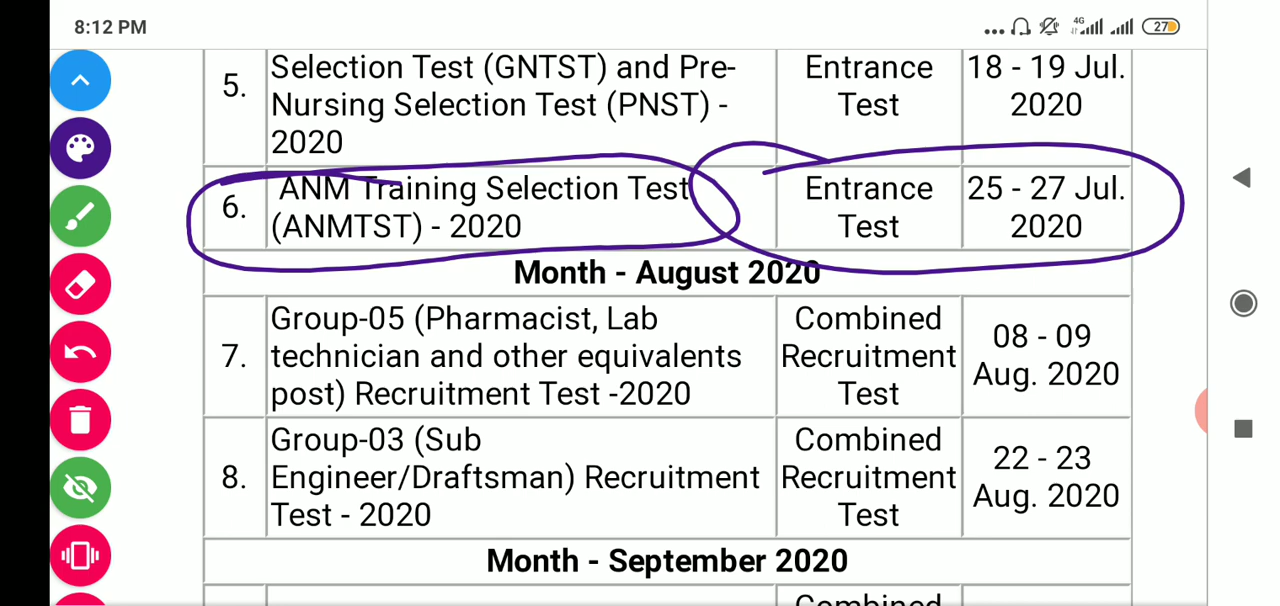 8:12 PM
4G
27
5.
Selection Test (GNTST) and Pre-
Nursing Selection Test (PNST) -
2020
Entrance
Test
18 - 19 Jul.
2020
6.
ANM Training Selection Test
(ANMTST) - 2020
Entrance
Test
25 - 27 Jul.
2020
Month - August 2020
7.
Group-05 (Pharmacist, Lab
technician and other equivalents
post) Recruitment Test -2020
Combined
Recruitment
Test
08 - 09
Aug. 2020
8.
Group-03 (Sub
Engineer/Draftsman) Recruitment
Test - 2020
Combined
Recruitment
Test
22 - 23
Aug. 2020
Month - September 2020
Combined